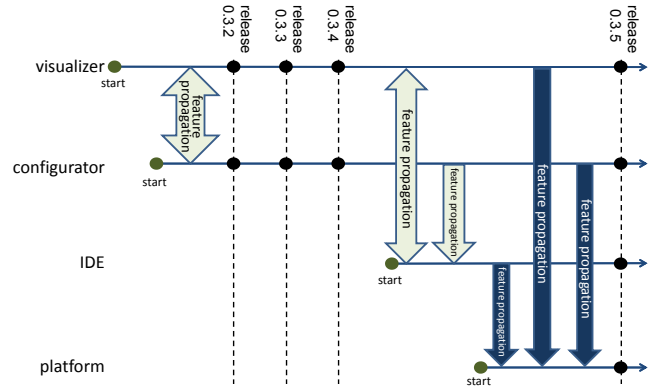 release
0.3.2
release
0.3.3
release
0.3.4
release
0.3.5
visualizer
start
feature
propagation
configurator
start
feature propagation
feature propagation
IDE
start
feature propagation
feature propagation
feature propagation
platform
start